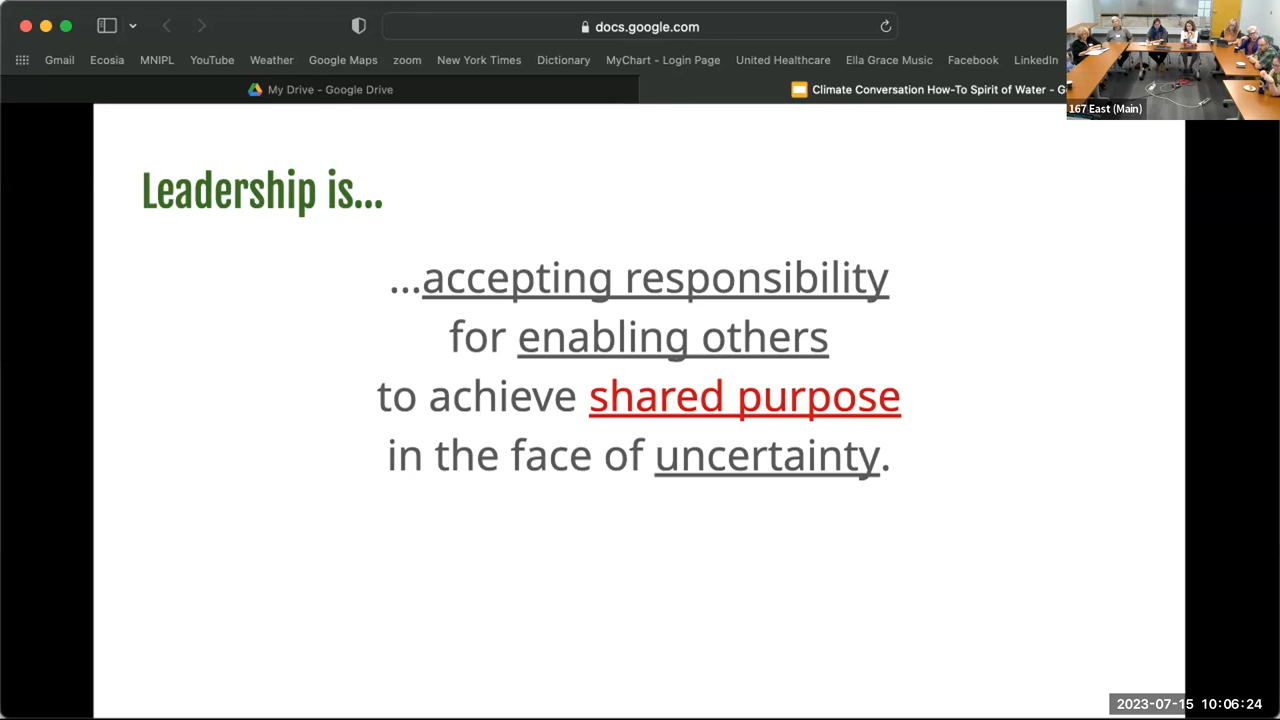 docs.google.com
Gmail Ecosia MNIPL YouTube Weather Google Maps zoom New York Times Dictionary MyChart - Login Page United Healthcare Ella Grace Music Facebook LinkedIn
My Drive - Google Drive Climate Conversation How-To Spirit of Water - G
167 East (Main)
Leadership is...
...accepting responsibility
for enabling others
to achieve shared purpose
in the face of uncertainty.
2023-07-15 10:06:24